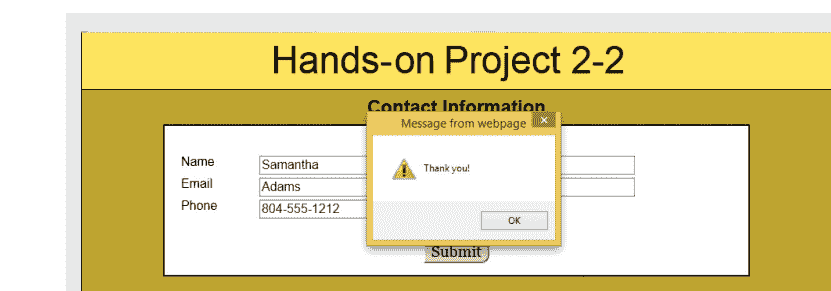 Hands-on Project 2-2
Contact Information
Message from webpage
Thank you!
OK
Name Samantha
Email Adams
Phone 804-555-1212
Submit